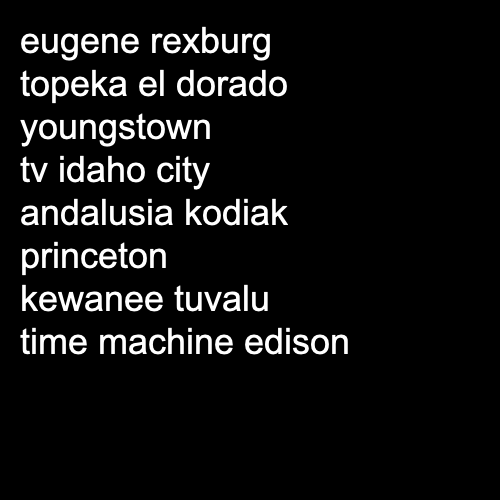 eugene rexburg
topeka el dorado
youngstown
tv idaho city
andalusia kodiak
princeton
kewanee tuvalu
time machine edison